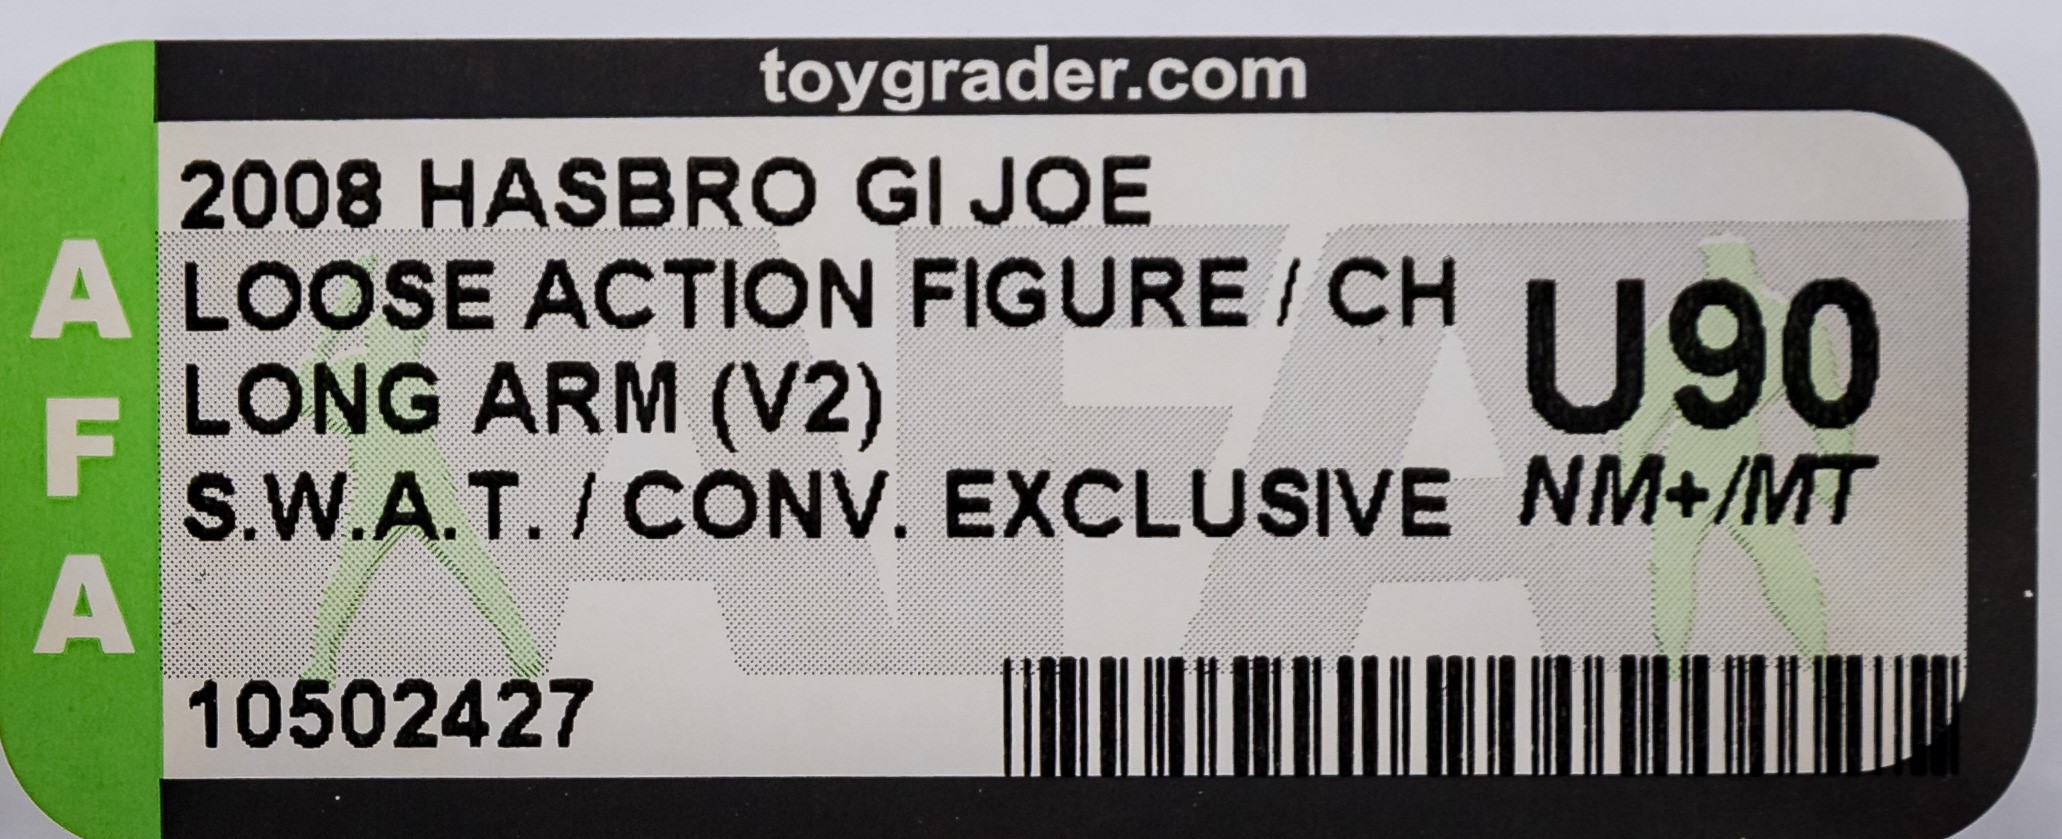 toygrader.com
AFA
2008 HASBRO GI JOE
LOOSE ACTION FIGURE / CH
LONG ARM (V2)
S.W.A.T. / CONV. EXCLUSIVE
U90
NM+/MT
10502427